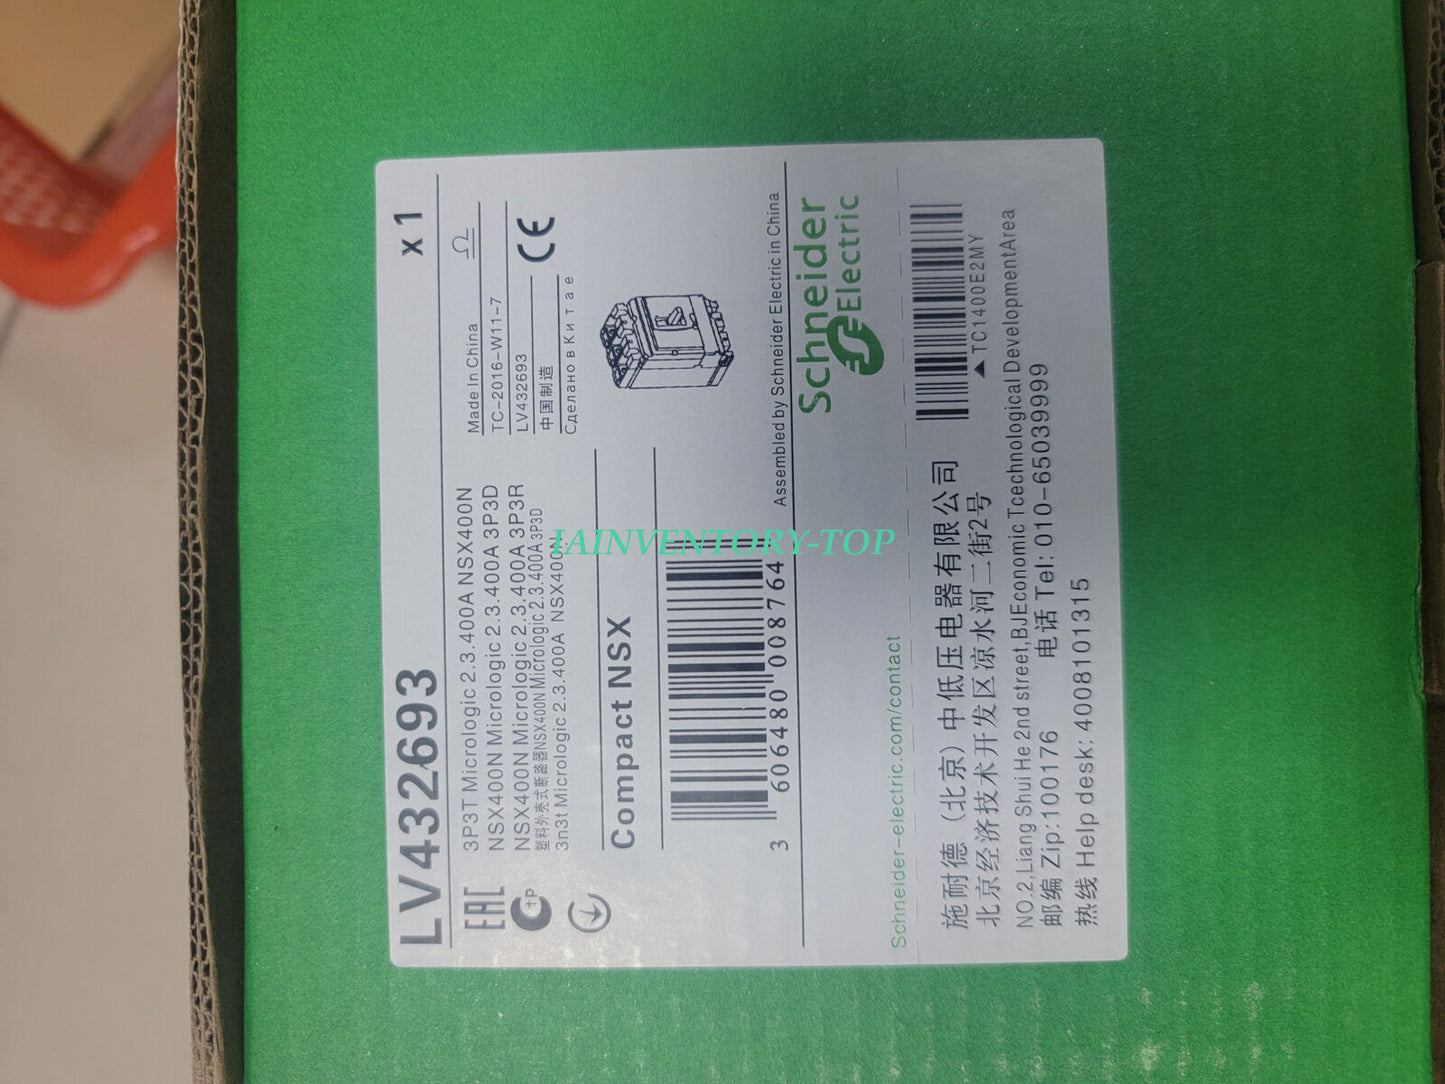 LV432693 x 1
3P3T Micrologic 2.3.400A NSX400N
NSX400N Micrologic 2.3.400A 3P3D
NSX400N Micrologic 2.3.400A 3P3R
塑料外壳式断路器NSX400N Micrologic 2.3.400A 3P3D
3n3t Micrologic 2.3.400A NSX400N
Made In China
TC-2016-W11-7
LV432693
中国制造
Сделано в Китае
EAC
CE
tP
Compact NSX
3 606480 008764
Assembled by Schneider Electric in China
Schneider
Electric
Schneider-electric.com/contact
TC1400E2MY
施耐德（北京）中低压电器有限公司
北京经济技术开发区凉水河二街2号
NO.2,Liang Shui He 2nd street,BJEconomic Tcechnological DevelopmentArea
邮编 Zip:100176 电话 Tel: 010-65039999
热线 Help desk: 4008101315
IAINVENTORY-TOP